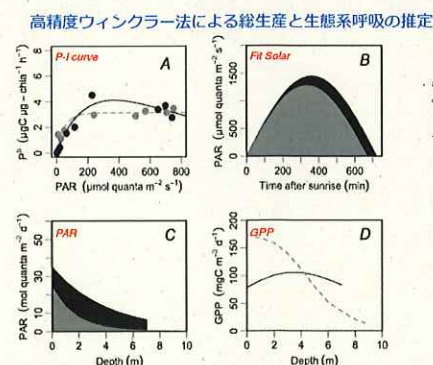 高精度ウィンクラー法による総生産と生態系呼吸の推定
P-I curve
A
P^b (μgC μg - chla⁻¹ h⁻¹)
8
6
4
2
0
0
200
400
600
800
PAR (μmol quanta m⁻² s⁻¹)
Fit Solar
B
PAR (μmol quanta m⁻² s⁻¹)
1500
500
0
0
200
400
600
Time after sunrise (min)
PAR
C
PAR (mol quanta m⁻² d⁻¹)
50
30
10
0
0
2
4
6
8
10
Depth (m)
GPP
D
GPP (mgC m⁻³ d⁻¹)
200
150
100
50
0
0
2
4
6
8
10
Depth (m)